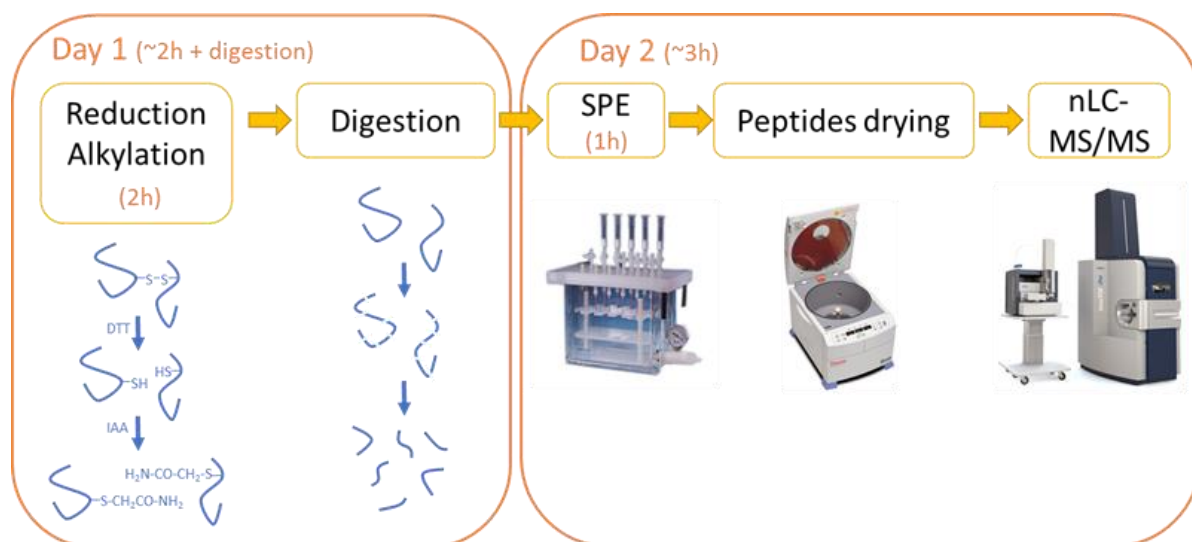 Day 1 (~2h + digestion)
Reduction
Alkylation
(2h)
Digestion
Day 2 (~3h)
SPE
(1h)
Peptides drying
nLC-
MS/MS
S-S
DTT
SH
HS
IAA
H₂N-CO-CH₂-S
S-CH₂CO-NH₂